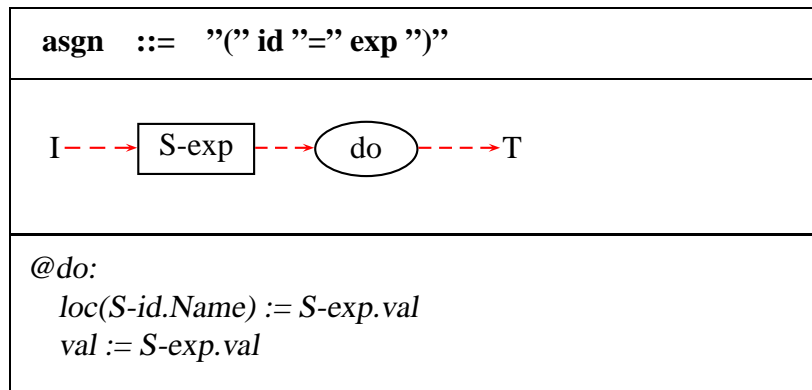 asgn ::= ”(” id ”=” exp ”)”
I S-exp do T
@do:
loc(S-id.Name) := S-exp.val
val := S-exp.val